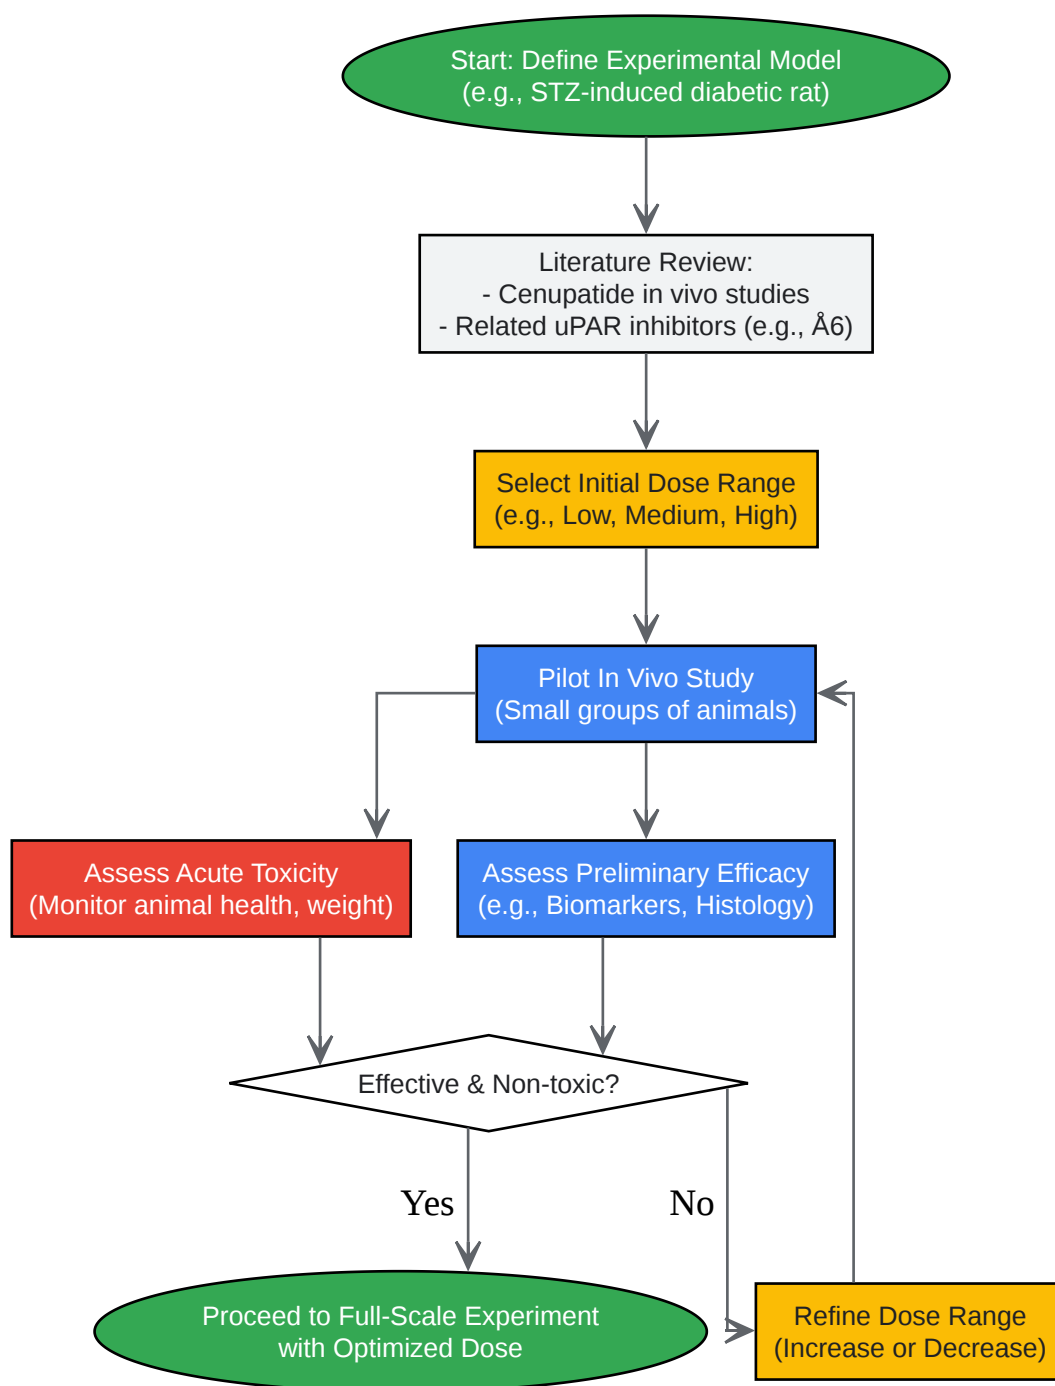 Start: Define Experimental Model
(e.g., STZ-induced diabetic rat)
Literature Review:
- Cenupatide in vivo studies
- Related uPAR inhibitors (e.g., Å6)
Select Initial Dose Range
(e.g., Low, Medium, High)
Pilot In Vivo Study
(Small groups of animals)
Assess Acute Toxicity
(Monitor animal health, weight)
Assess Preliminary Efficacy
(e.g., Biomarkers, Histology)
Effective & Non-toxic?
Yes
No
Proceed to Full-Scale Experiment
with Optimized Dose
Refine Dose Range
(Increase or Decrease)